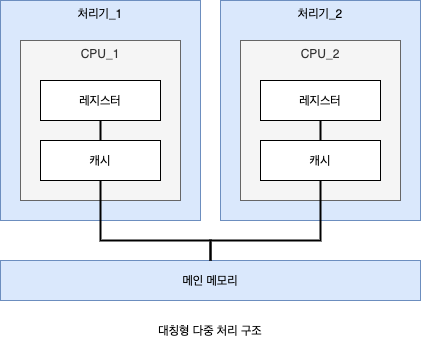 처리기_1
처리기_2
CPU_1
CPU_2
레지스터
레지스터
캐시
캐시
메인 메모리
대칭형 다중 처리 구조